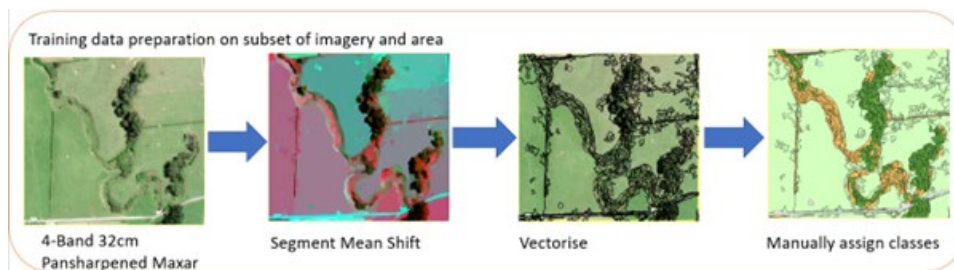 Training data preparation on subset of imagery and area
4-Band 32cm
Pansharpened Maxar
Segment Mean Shift
Vectorise
Manually assign classes